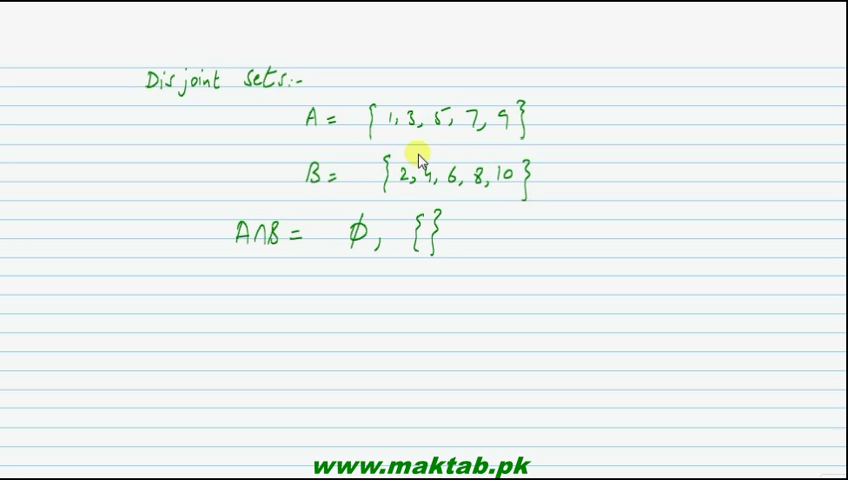 Disjoint sets:-
A = {1, 3, 5, 7, 9}
B = {2, 4, 6, 8, 10}
A∩B = ϕ, {}
www.maktab.pk